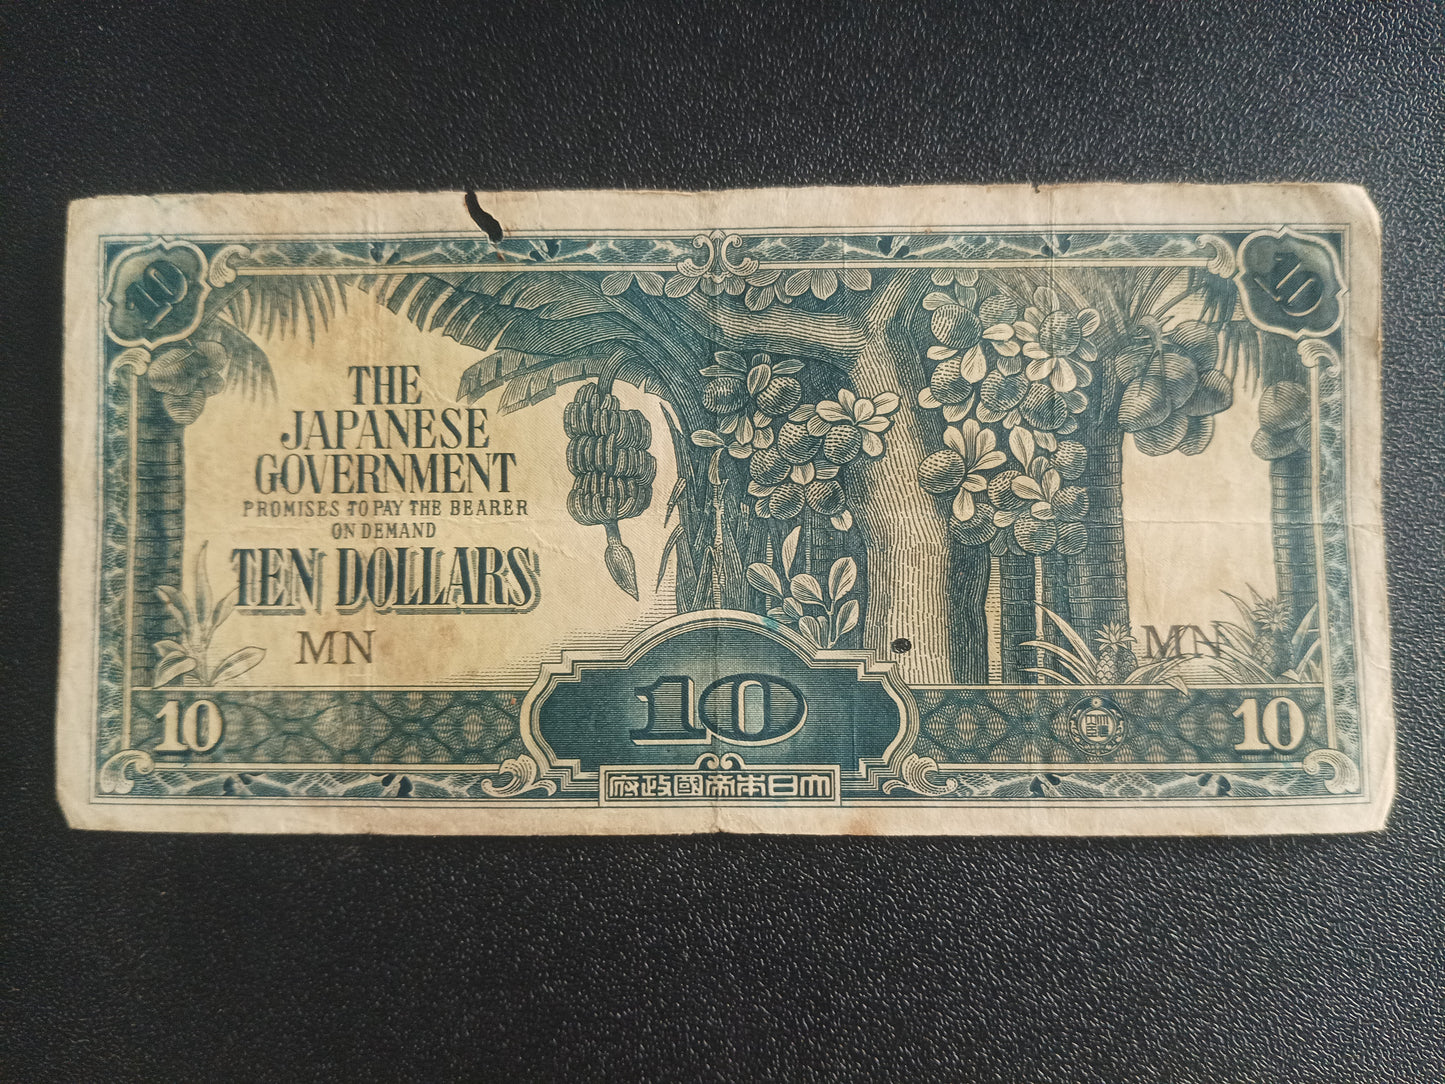 10
10
THE
JAPANESE
GOVERNMENT
PROMISES TO PAY THE BEARER
ON DEMAND
TEN DOLLARS
MN
MN
10
10
10
府政國帝本日大